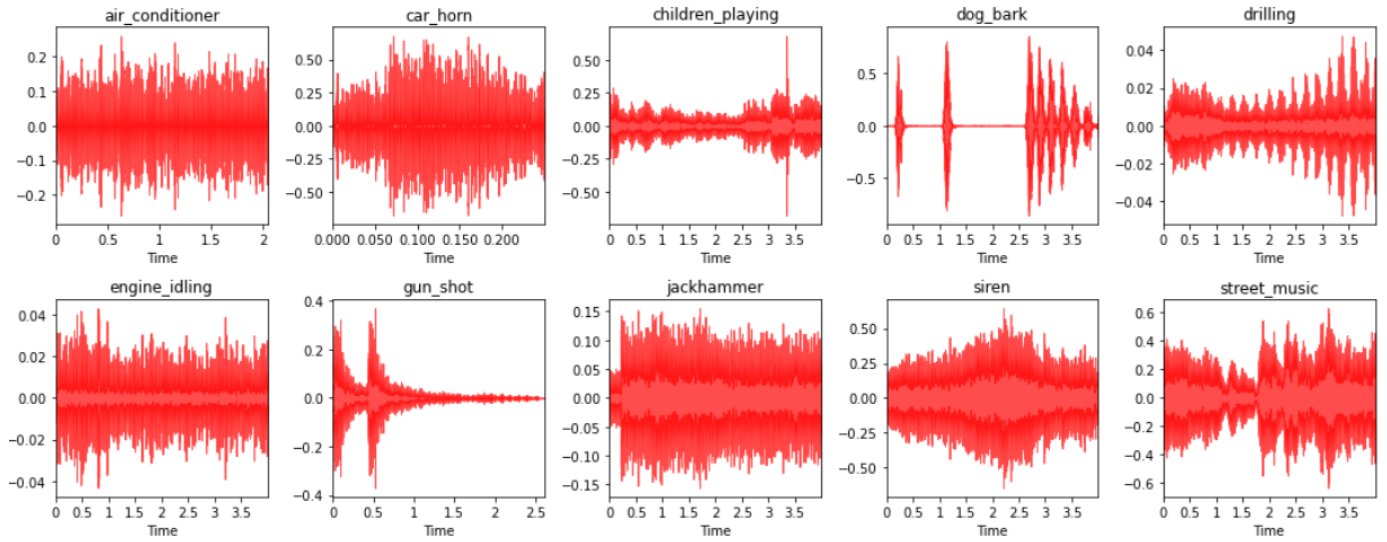 air_conditioner car_horn children_playing dog_bark drilling
0.2 0.1 0.0 −0.1 −0.2
0 0.5 1 1.5 2
Time
0.50 0.25 0.00 −0.25 −0.50
0.000 0.050 0.100 0.150 0.200
Time
0.50 0.25 0.00 −0.25 −0.50
0 0.5 1 1.5 2 2.5 3 3.5
Time
0.5 0.0 −0.5
0 0.5 1 1.5 2 2.5 3 3.5
Time
0.04 0.02 0.00 −0.02 −0.04
0 0.5 1 1.5 2 2.5 3 3.5
Time
engine_idling gun_shot jackhammer siren street_music
0.04 0.02 0.00 −0.02 −0.04
0 0.5 1 1.5 2 2.5 3 3.5
Time
0.4 0.2 0.0 −0.2 −0.4
0 0.5 1 1.5 2 2.5
Time
0.15 0.10 0.05 0.00 −0.05 −0.10 −0.15
0 0.5 1 1.5 2 2.5 3 3.5
Time
0.50 0.25 0.00 −0.25 −0.50
0 0.5 1 1.5 2 2.5 3 3.5
Time
0.6 0.4 0.2 0.0 −0.2 −0.4 −0.6
0 0.5 1 1.5 2 2.5 3 3.5
Time